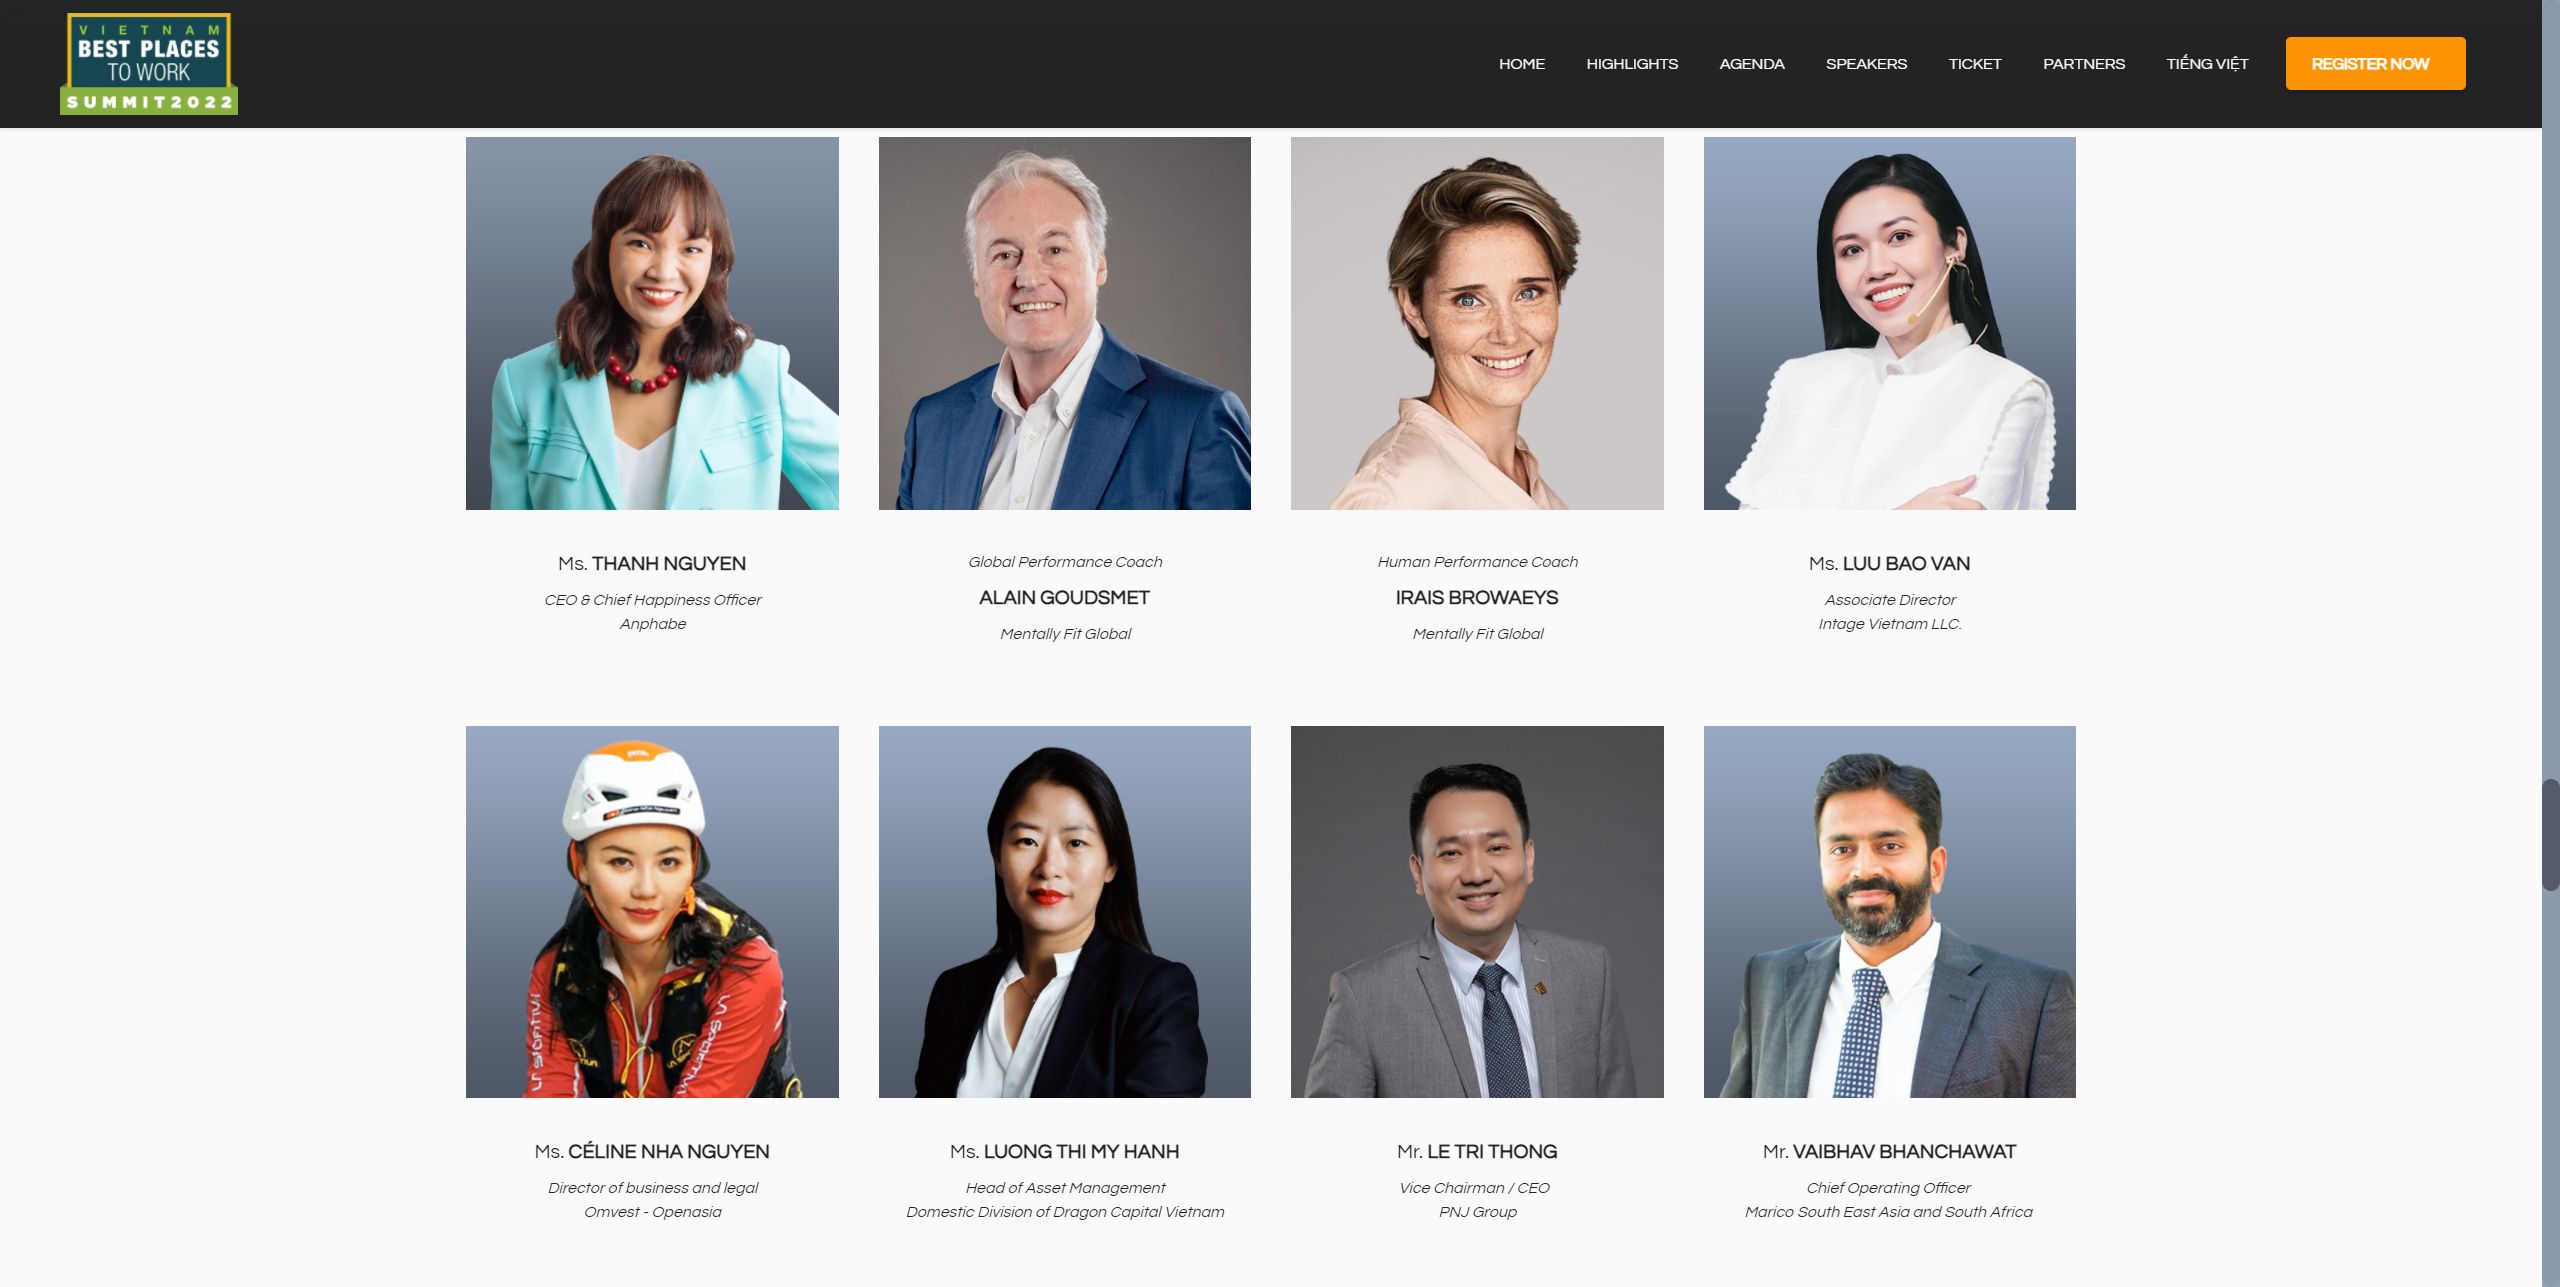 VIETNAM
BEST PLACES
TO WORK
SUMMIT2022
HOME HIGHLIGHTS AGENDA SPEAKERS TICKET PARTNERS TIẾNG VIỆT REGISTER NOW
Ms. THANH NGUYEN
CEO & Chief Happiness Officer
Anphabe
Global Performance Coach
ALAIN GOUDSMET
Mentally Fit Global
Human Performance Coach
IRAIS BROWAEYS
Mentally Fit Global
Ms. LUU BAO VAN
Associate Director
Intage Vietnam LLC.
Ms. CÉLINE NHA NGUYEN
Director of business and legal
Omvest - Openasia
Ms. LUONG THI MY HANH
Head of Asset Management
Domestic Division of Dragon Capital Vietnam
Mr. LE TRI THONG
Vice Chairman / CEO
PNJ Group
Mr. VAIBHAV BHANCHAWAT
Chief Operating Officer
Marico South East Asia and South Africa